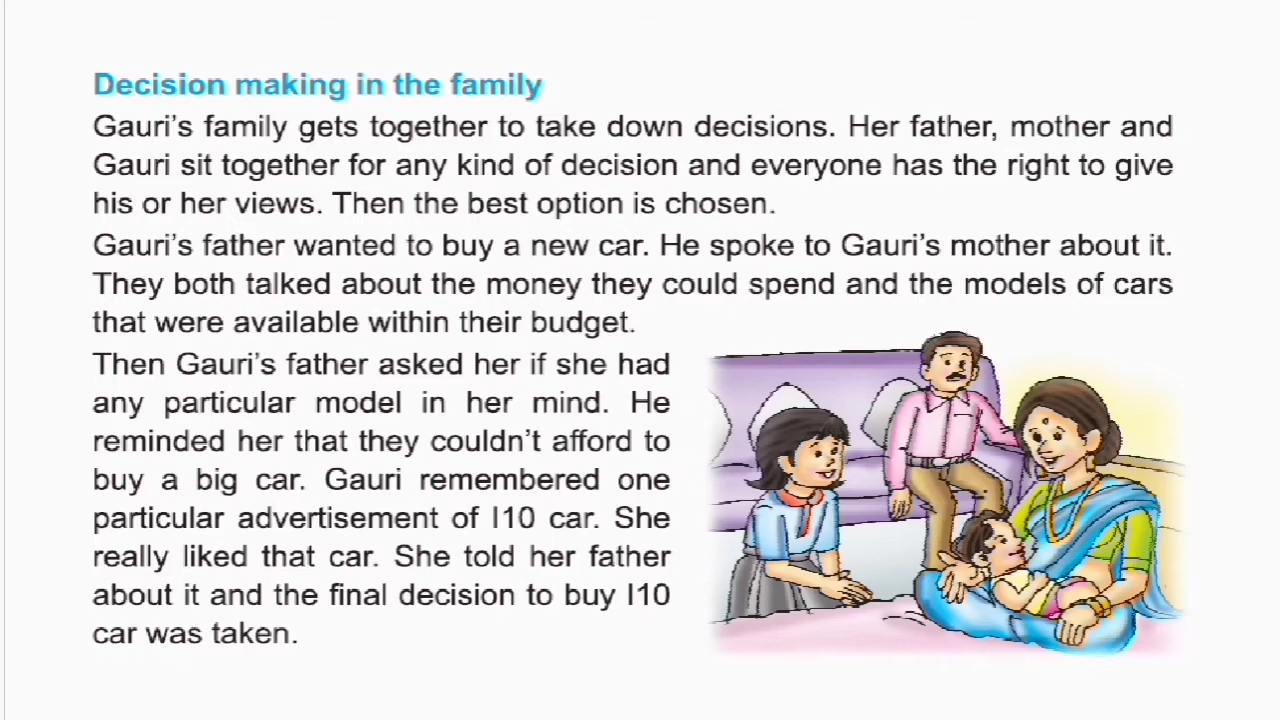 Decision making in the family
Gauri's family gets together to take down decisions. Her father, mother and
Gauri sit together for any kind of decision and everyone has the right to give
his or her views. Then the best option is chosen.
Gauri's father wanted to buy a new car. He spoke to Gauri's mother about it.
They both talked about the money they could spend and the models of cars
that were available within their budget.
Then Gauri's father asked her if she had
any particular model in her mind. He
reminded her that they couldn't afford to
buy a big car. Gauri remembered one
particular advertisement of I10 car. She
really liked that car. She told her father
about it and the final decision to buy I10
car was taken.